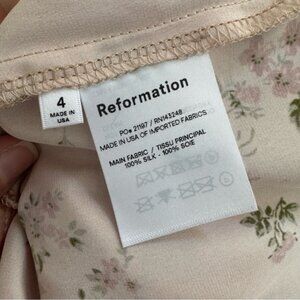 4
MADE IN
USA
Reformation
PO# 21197 / RN143248
MADE IN USA OF IMPORTED FABRICS
MAIN FABRIC / TISSU PRINCIPAL
100% SILK - 100% SOIE